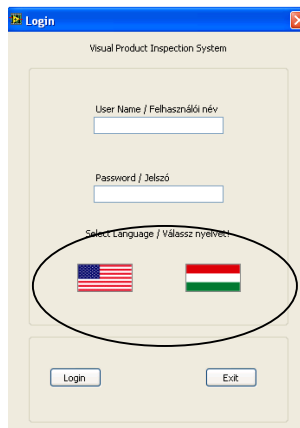 Login
Visual Product Inspection System
User Name / Felhasználói név
Password / Jelszó
Select Language / Válassz nyelvet!
Login Exit